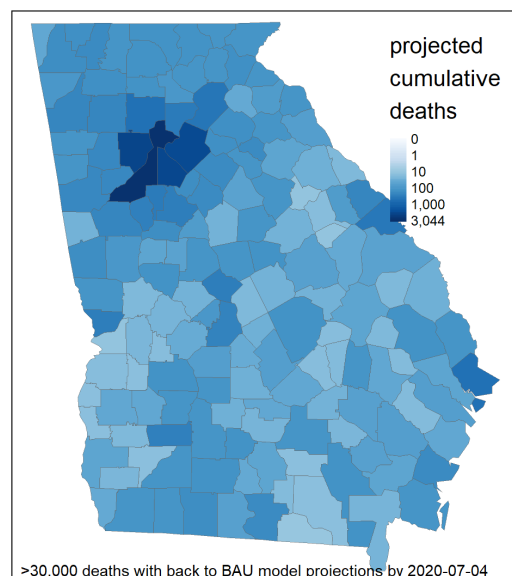 projected
cumulative
deaths
0
1
10
100
1,000
3,044
>30,000 deaths with back to BAU model projections by 2020-07-04